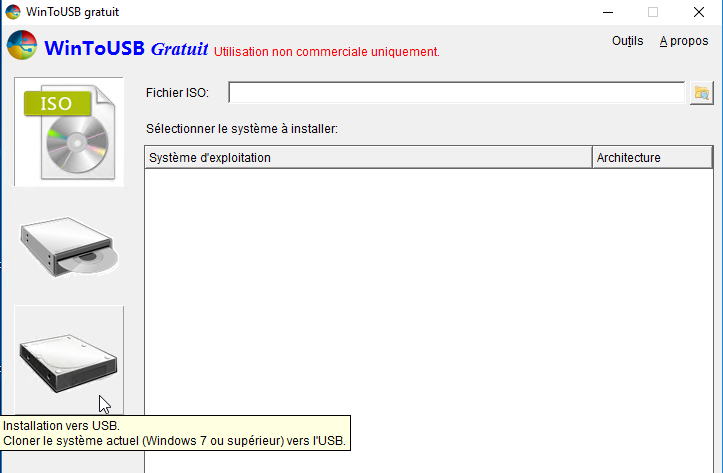 WinToUSB gratuit
WinToUSB Gratuit Utilisation non commerciale uniquement.
Outils A propos
ISO
Fichier ISO:
Sélectionner le système à installer:
Système d'exploitation Architecture
Installation vers USB.
Cloner le système actuel (Windows 7 ou supérieur) vers l'USB.